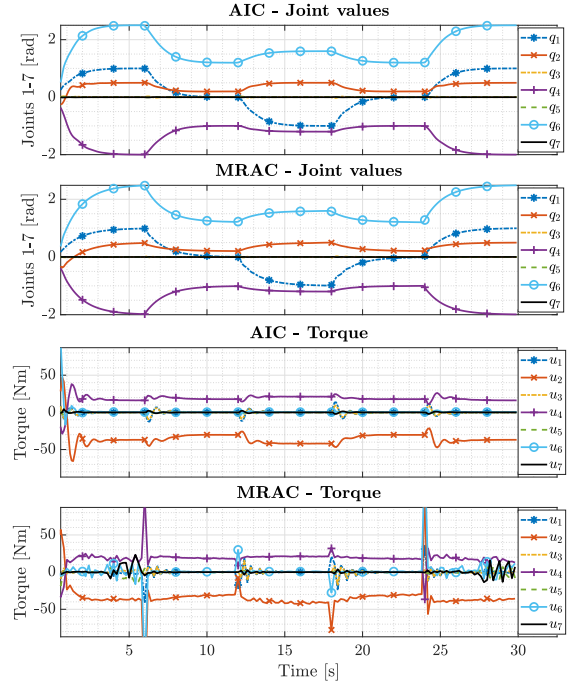 AIC - Joint values
Joints 1-7 [rad]
2
0
-2
q1
q2
q3
q4
q5
q6
q7
MRAC - Joint values
Joints 1-7 [rad]
2
0
-2
q1
q2
q3
q4
q5
q6
q7
AIC - Torque
Torque [Nm]
50
0
-50
u1
u2
u3
u4
u5
u6
u7
MRAC - Torque
Torque [Nm]
50
0
-50
u1
u2
u3
u4
u5
u6
u7
5 10 15 20 25 30
Time [s]